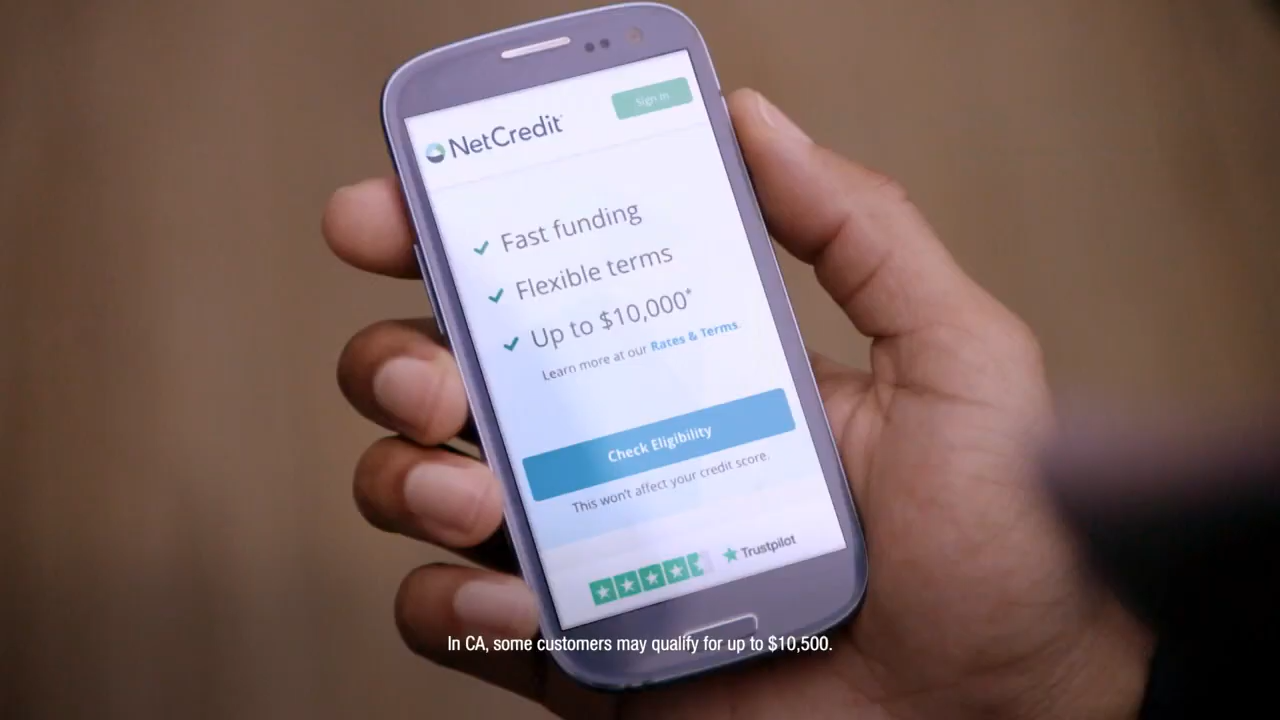 Sign in
NetCredit
Fast funding
Flexible terms
Up to $10,000*
Learn more at our Rates & Terms.
Check Eligibility
This won't affect your credit score.
Trustpilot
In CA, some customers may qualify for up to $10,500.